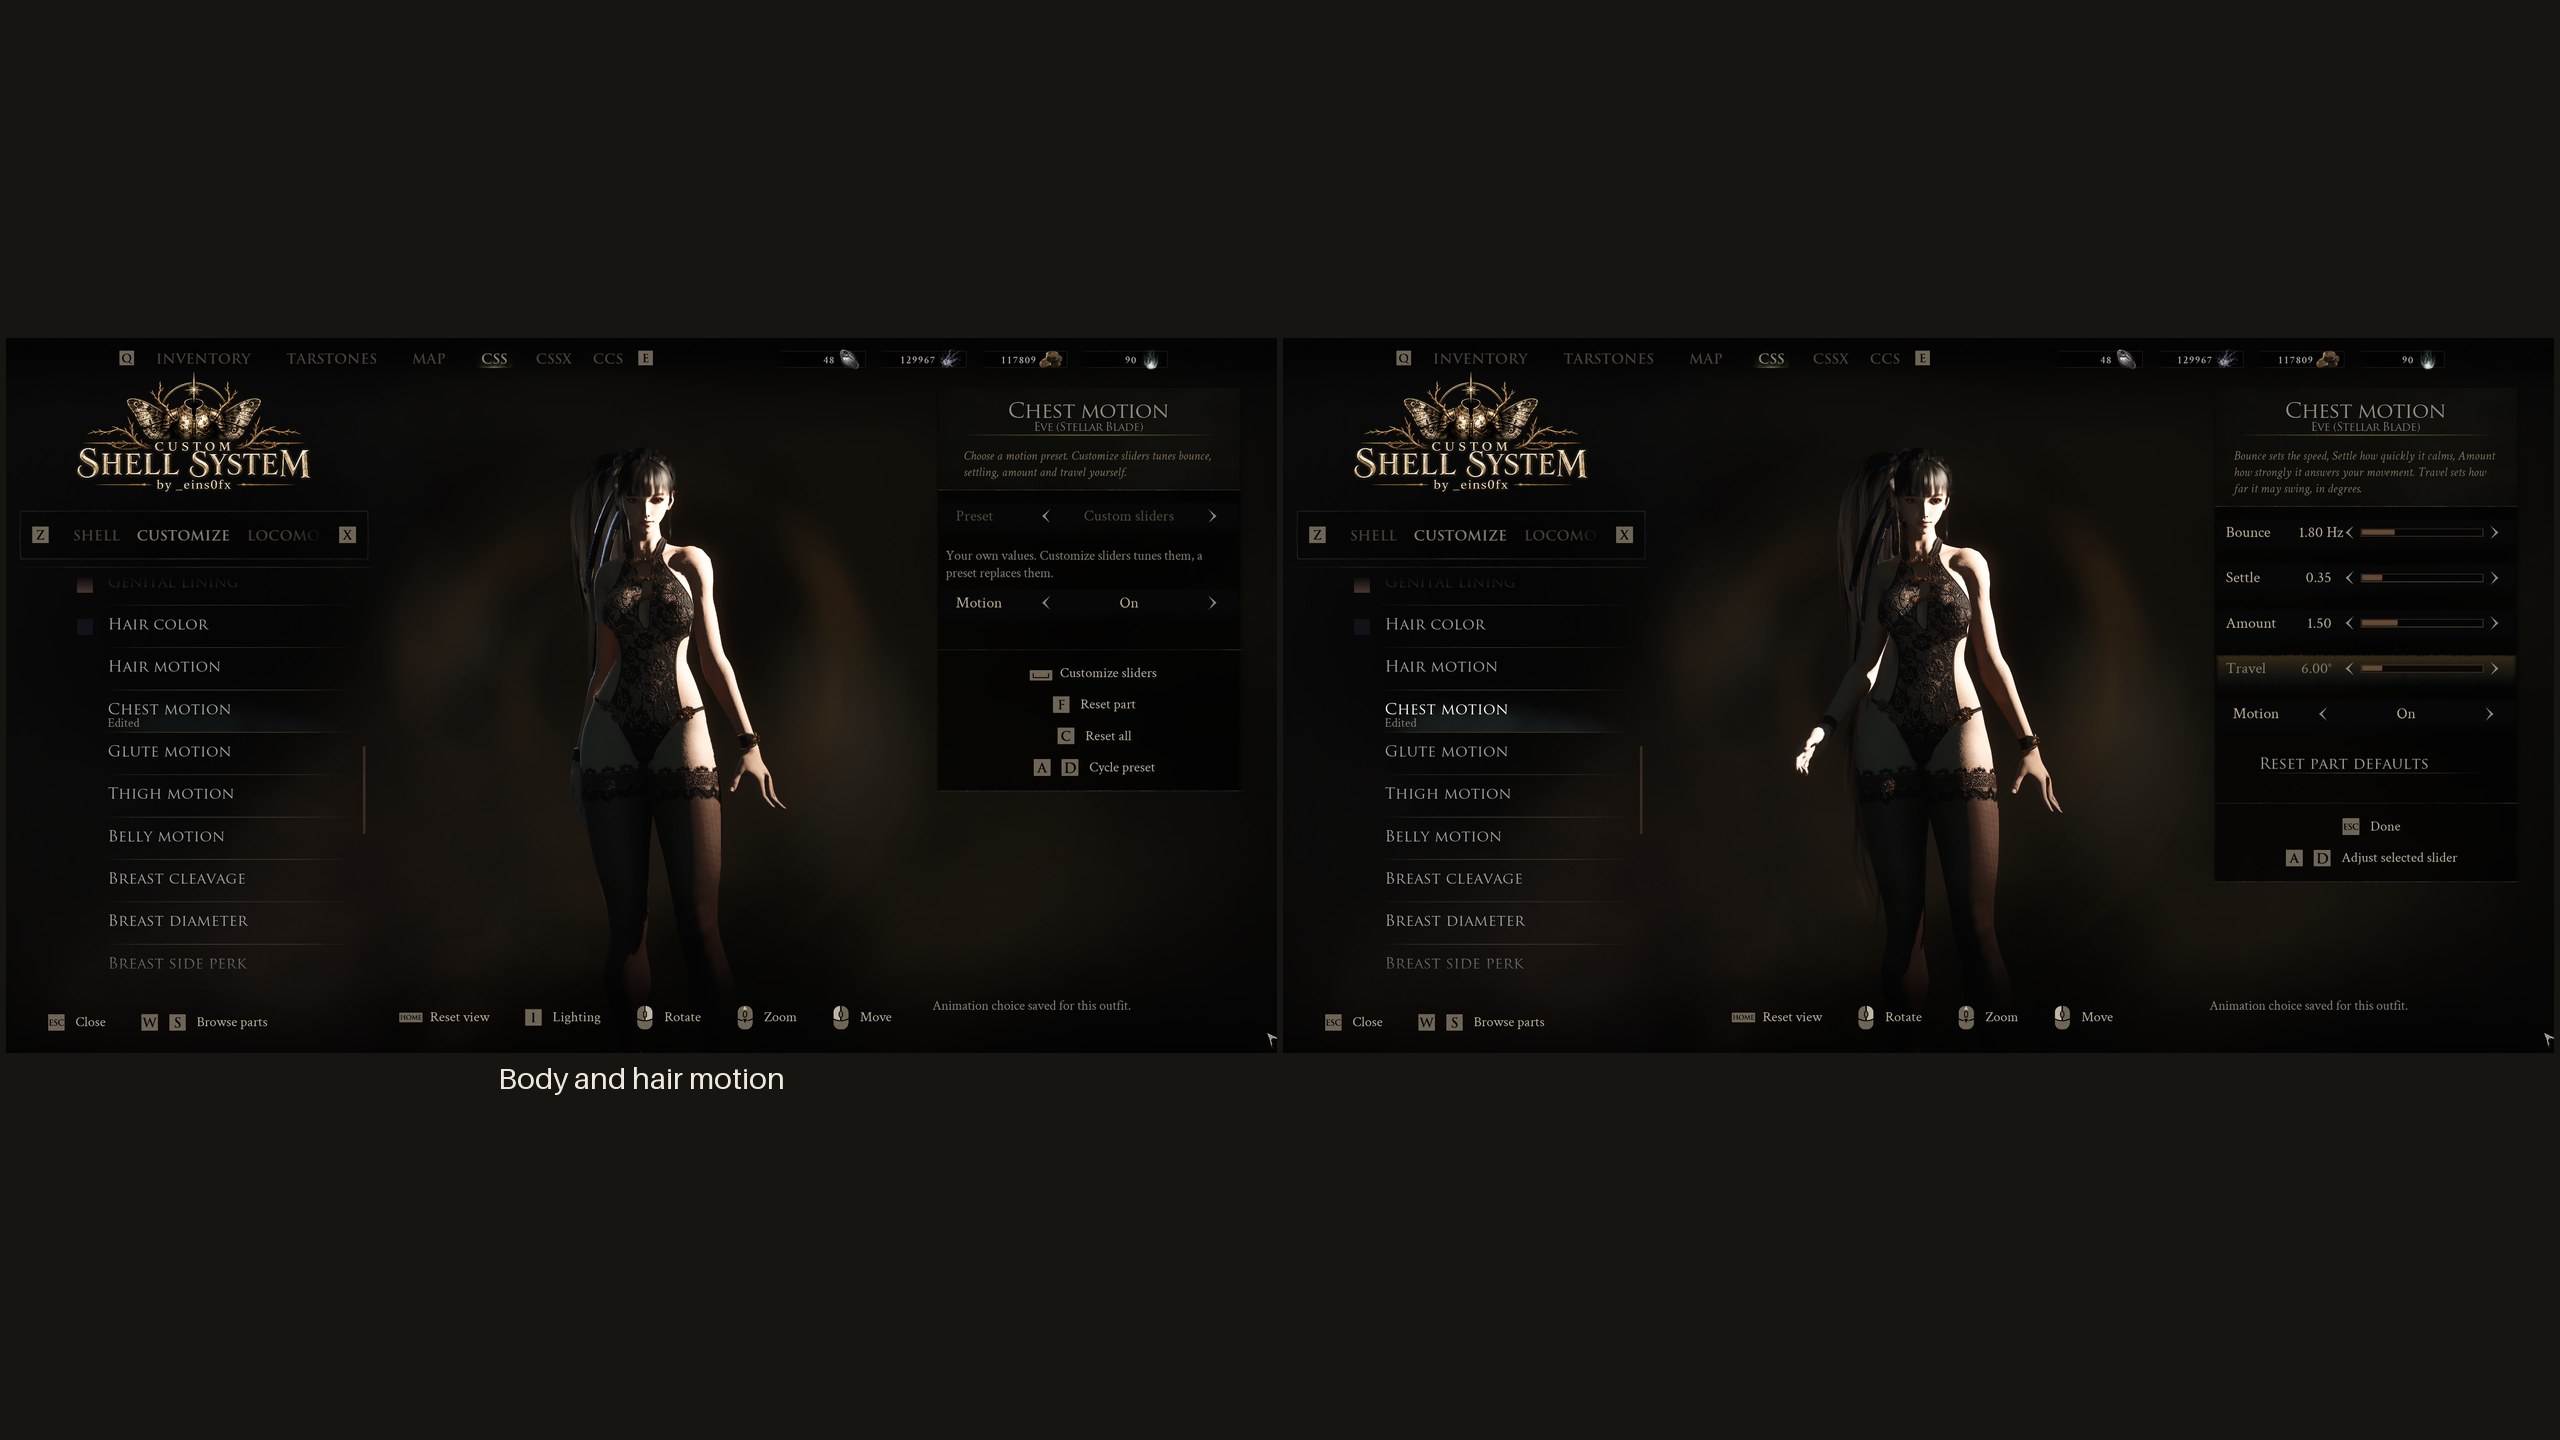 Q INVENTORY TARSTONES MAP CSS CSSX CCS E 48 129967 117809 90
CUSTOM
SHELL SYSTEM
by _eins0fx
Z SHELL CUSTOMIZE LOCOMO X
GENITAL LINING
HAIR COLOR
HAIR MOTION
CHEST MOTION
Edited
GLUTE MOTION
THIGH MOTION
BELLY MOTION
BREAST CLEAVAGE
BREAST DIAMETER
BREAST SIDE PERK
ESC Close W S Browse parts
HOME Reset view I Lighting Rotate Zoom Move
CHEST MOTION
EVE (STELLAR BLADE)
Choose a motion preset. Customize sliders tunes bounce,
settling, amount and travel yourself.
Preset Custom sliders
Your own values. Customize sliders tunes them, a
preset replaces them.
Motion On
Customize sliders
F Reset part
C Reset all
A D Cycle preset
Animation choice saved for this outfit.
Q INVENTORY TARSTONES MAP CSS CSSX CCS E 48 129967 117809 90
CUSTOM
SHELL SYSTEM
by _eins0fx
Z SHELL CUSTOMIZE LOCOMO X
GENITAL LINING
HAIR COLOR
HAIR MOTION
CHEST MOTION
Edited
GLUTE MOTION
THIGH MOTION
BELLY MOTION
BREAST CLEAVAGE
BREAST DIAMETER
BREAST SIDE PERK
ESC Close W S Browse parts
HOME Reset view Rotate Zoom Move
CHEST MOTION
EVE (STELLAR BLADE)
Bounce sets the speed, Settle how quickly it calms, Amount
how strongly it answers your movement. Travel sets how
far it may swing, in degrees.
Bounce 1.80 Hz
Settle 0.35
Amount 1.50
Travel 6.00°
Motion On
RESET PART DEFAULTS
ESC Done
A D Adjust selected slider
Animation choice saved for this outfit.
Body and hair motion